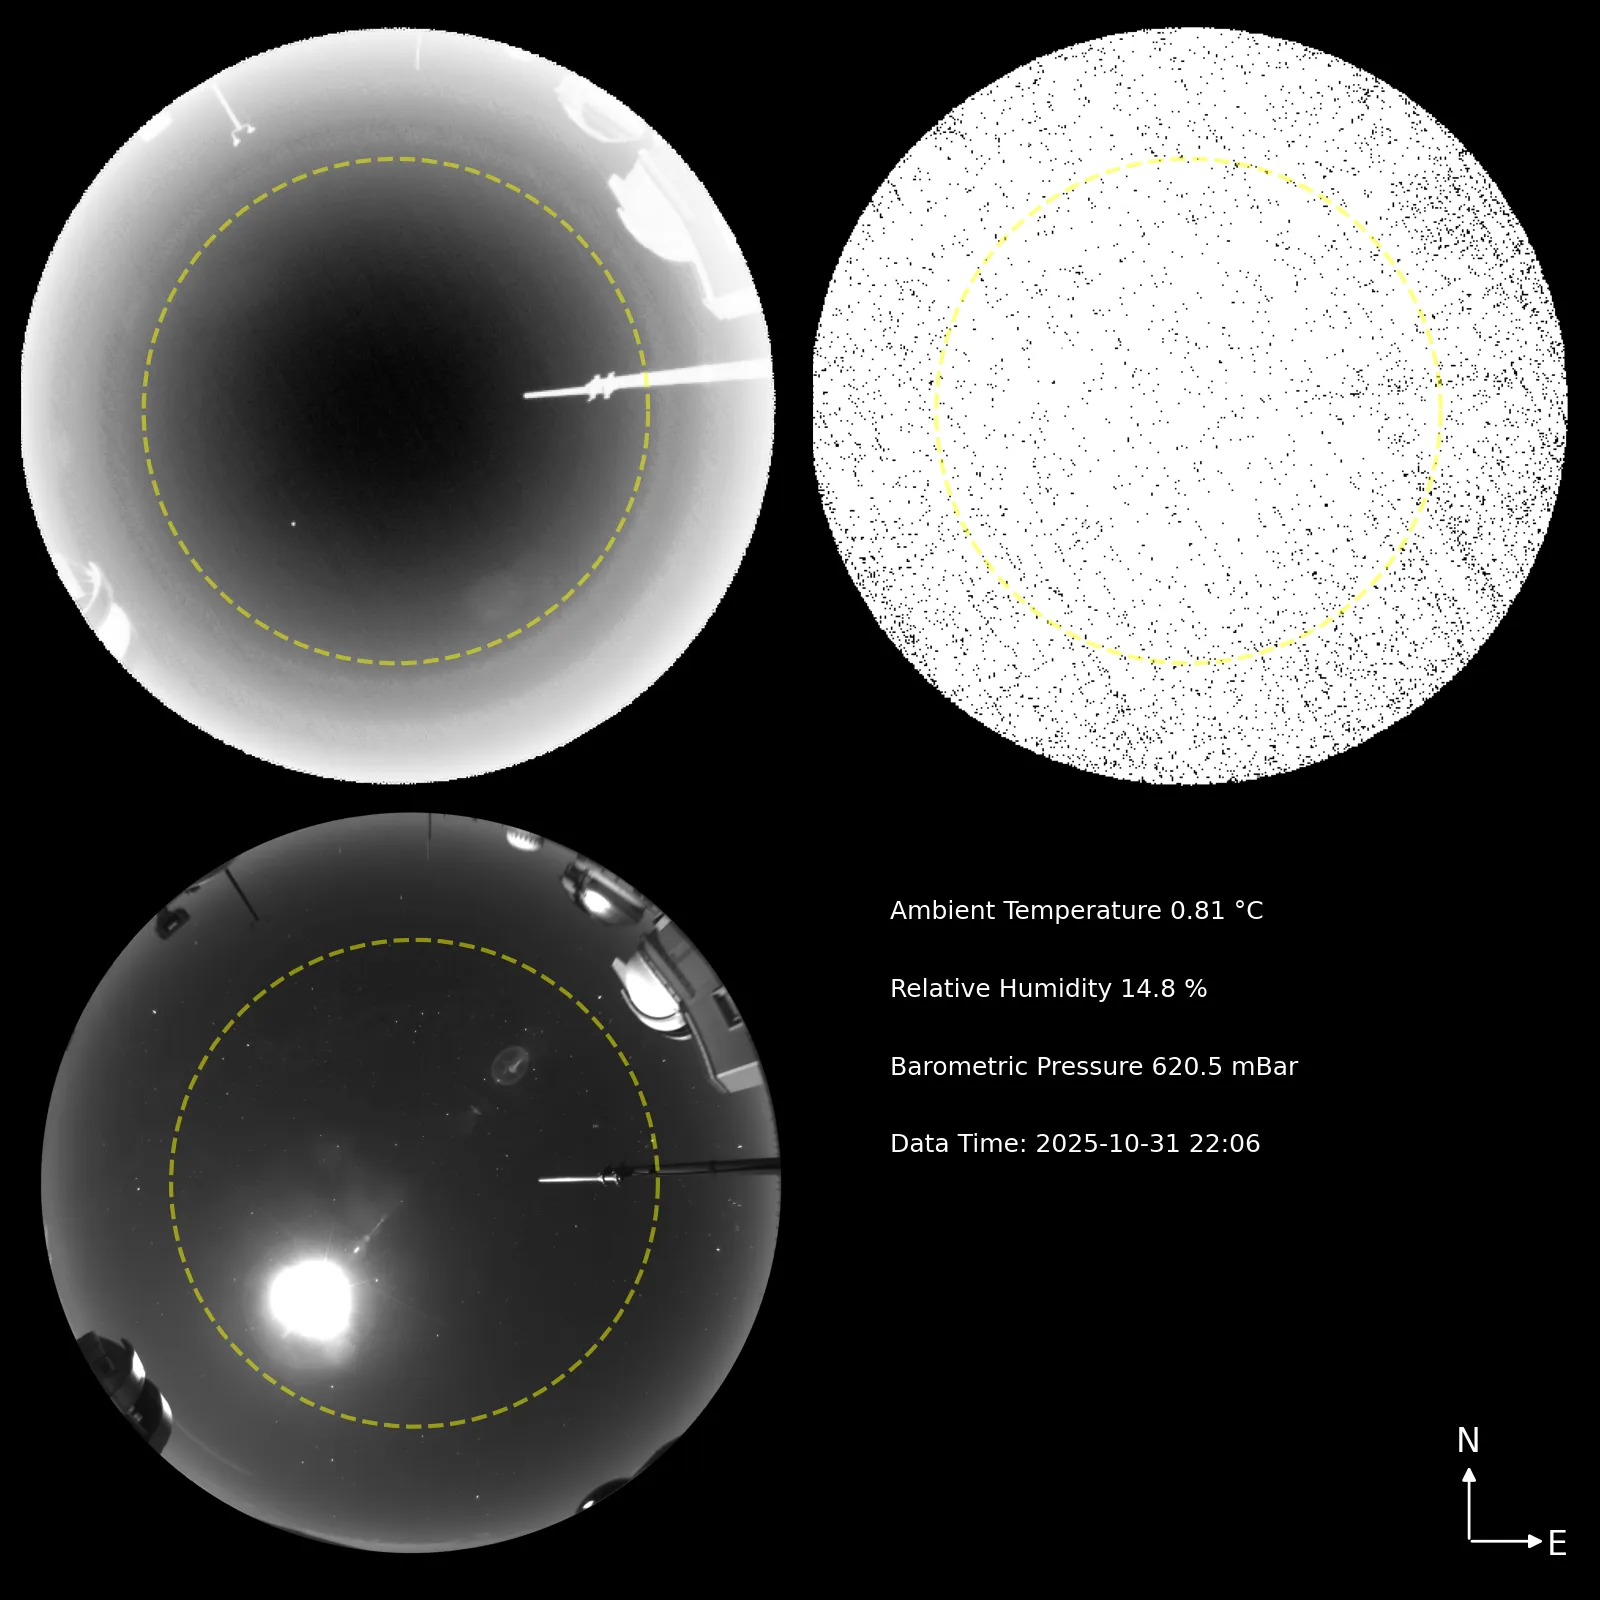 Ambient Temperature 0.81 °C
Relative Humidity 14.8 %
Barometric Pressure 620.5 mBar
Data Time: 2025-10-31 22:06
N
E